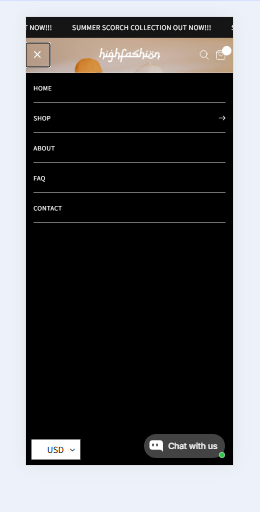 T NOW!!! SUMMER SCORCH COLLECTION OUT NOW!!! S
highfashion
HOME
SHOP
ABOUT
FAQ
CONTACT
USD
Chat with us